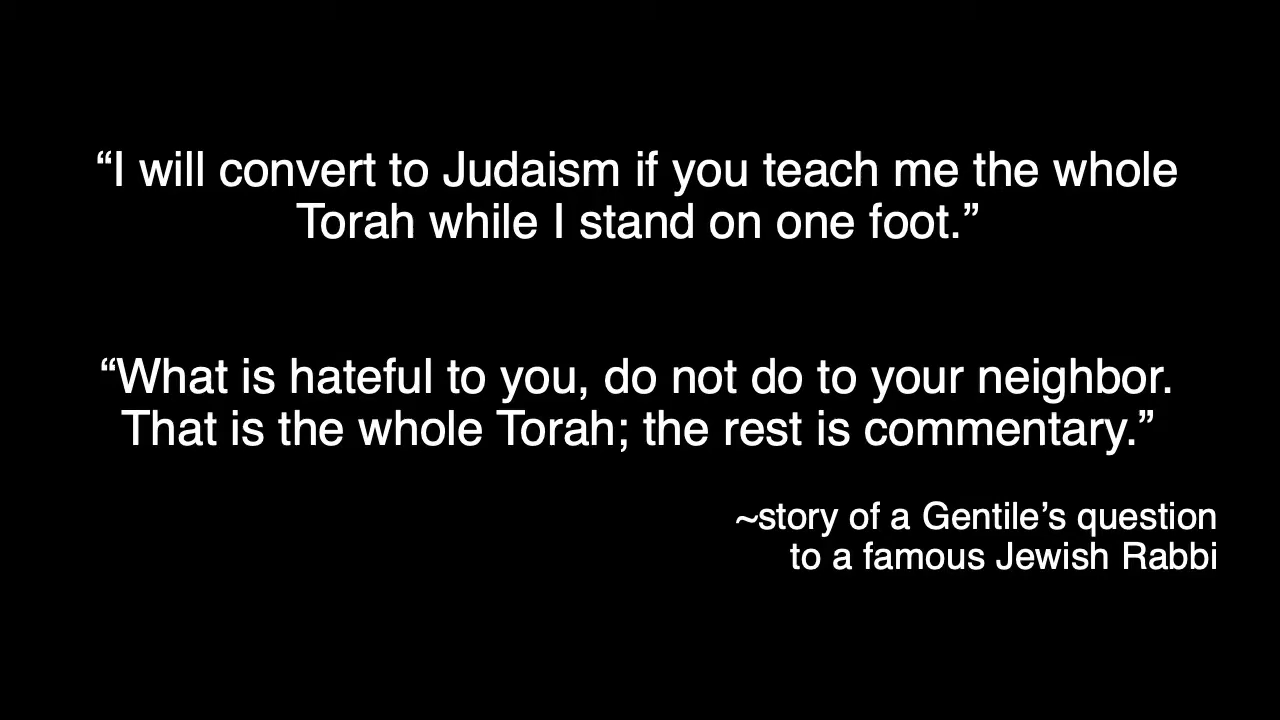 “I will convert to Judaism if you teach me the whole
Torah while I stand on one foot.”
“What is hateful to you, do not do to your neighbor.
That is the whole Torah; the rest is commentary.”
~story of a Gentile’s question
to a famous Jewish Rabbi